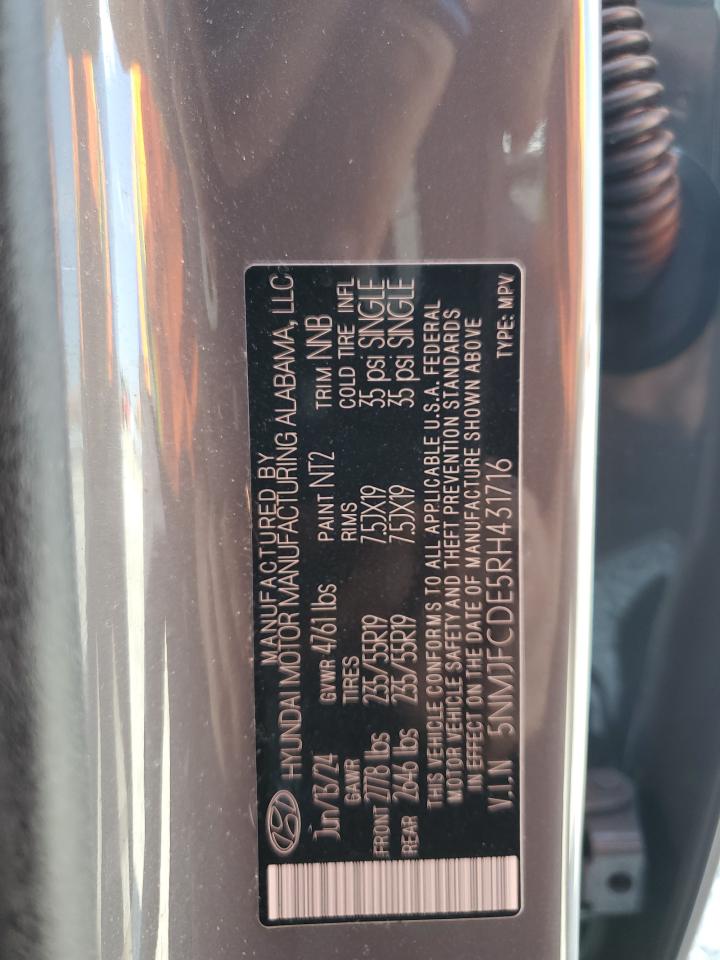 MANUFACTURED BY
HYUNDAI MOTOR MANUFACTURING ALABAMA, LLC
Jun/13/24 GVWR 4761 lbs PAINT NT2 TRIM NNB
GAWR TIRES RIMS COLD TIRE INFL
FRONT 2778 lbs 235/55R19 7.5JX19 35 psi SINGLE
REAR 2646 lbs 235/55R19 7.5JX19 35 psi SINGLE
THIS VEHICLE CONFORMS TO ALL APPLICABLE U.S.A. FEDERAL
MOTOR VEHICLE SAFETY AND THEFT PREVENTION STANDARDS
IN EFFECT ON THE DATE OF MANUFACTURE SHOWN ABOVE
V.I.N 5NMJFCDE5RH431716 TYPE: MPV